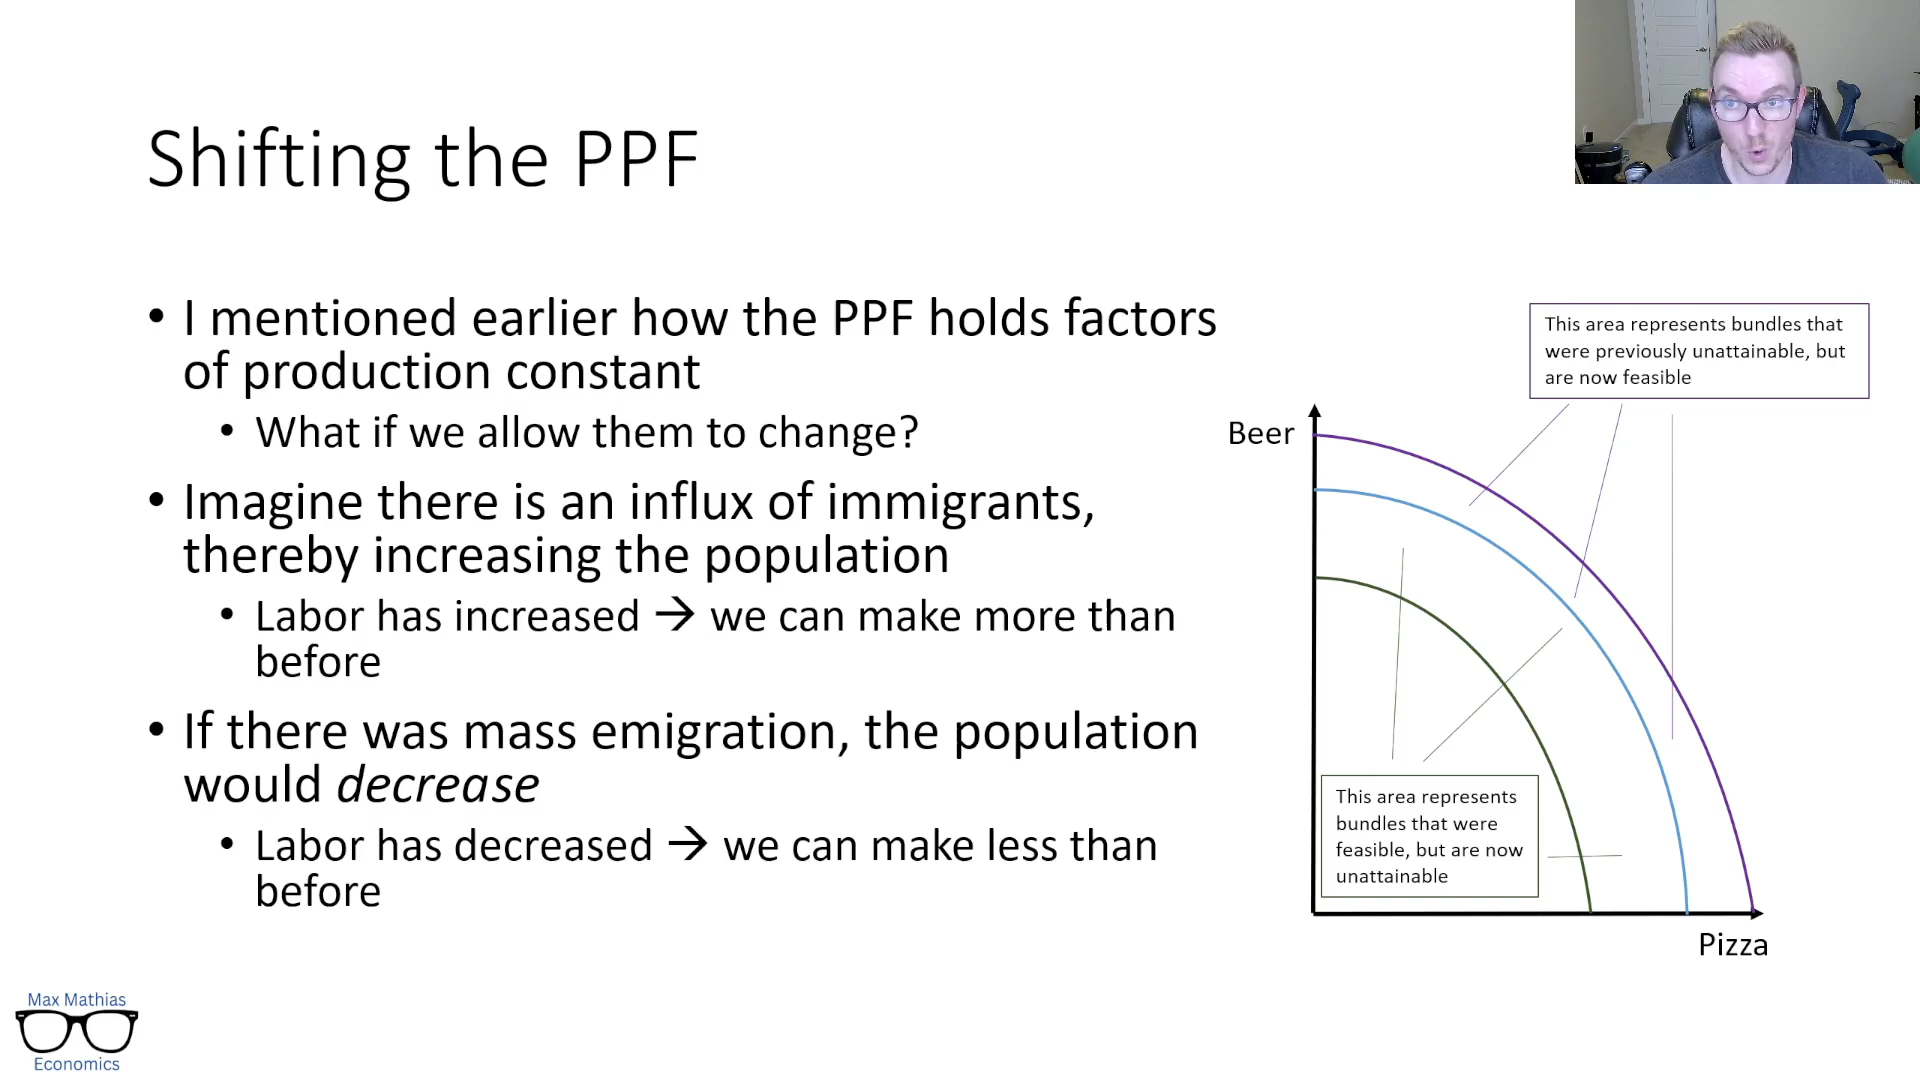 Shifting the PPF
• I mentioned earlier how the PPF holds factors
of production constant
• What if we allow them to change?
• Imagine there is an influx of immigrants,
thereby increasing the population
• Labor has increased → we can make more than
before
• If there was mass emigration, the population
would decrease
• Labor has decreased → we can make less than
before
This area represents bundles that
were previously unattainable, but
are now feasible
Beer
This area represents
bundles that were
feasible, but are now
unattainable
Pizza
Max Mathias
Economics